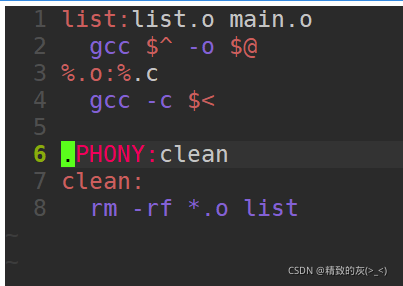 1 list:list.o main.o
2   gcc $^ -o $@
3 %.o:%.c
4   gcc -c $<
5
6 .PHONY:clean
7 clean:
8   rm -rf *.o list
~
~
CSDN @精致的灰(>_<)